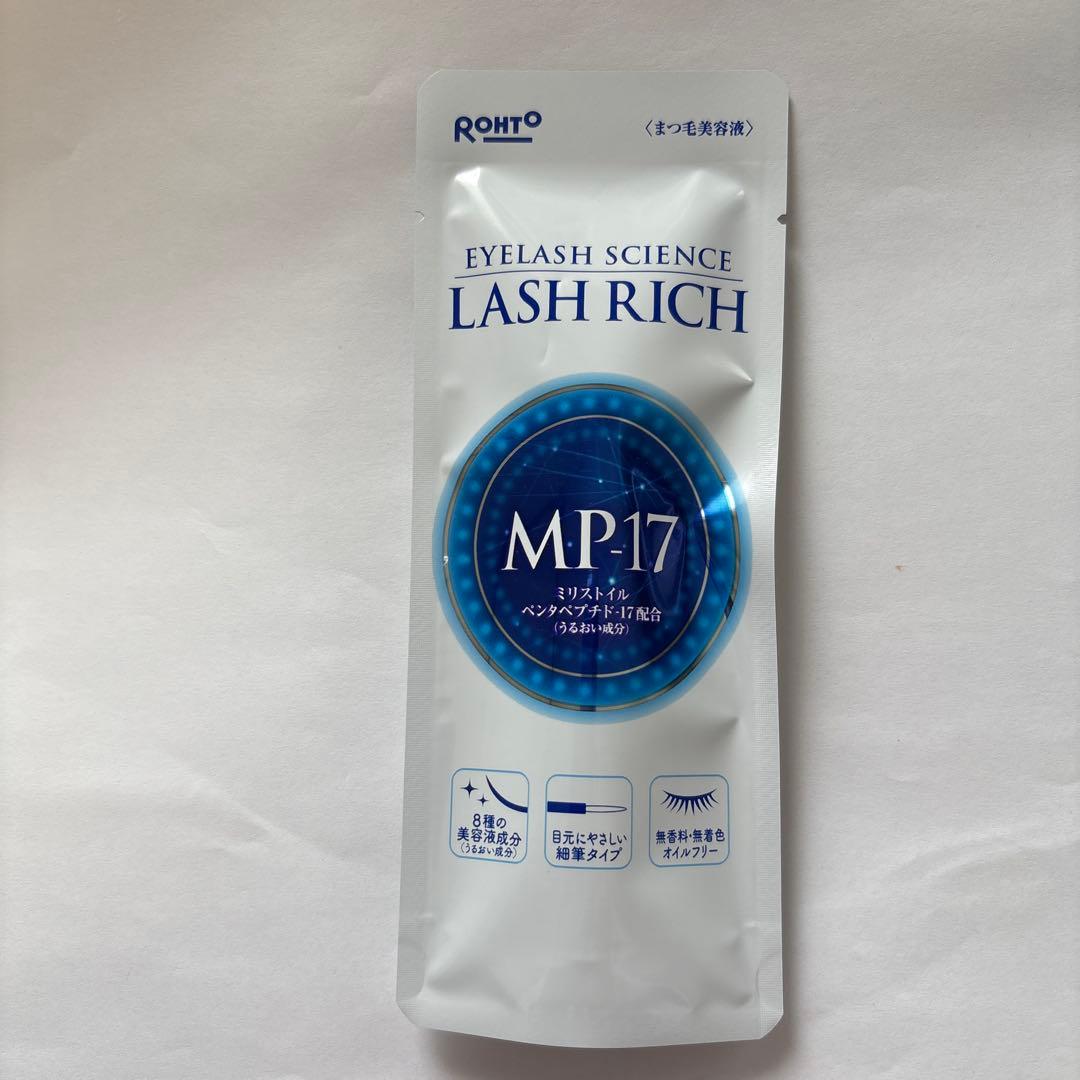 ROHTO
〈まつ毛美容液〉
EYELASH SCIENCE
LASH RICH
MP-17
ミリストイル
ペンタペプチド-17配合
(うるおい成分)
8種の
美容液成分
(うるおい成分)
目元にやさしい
細筆タイプ
無香料・無着色
オイルフリー